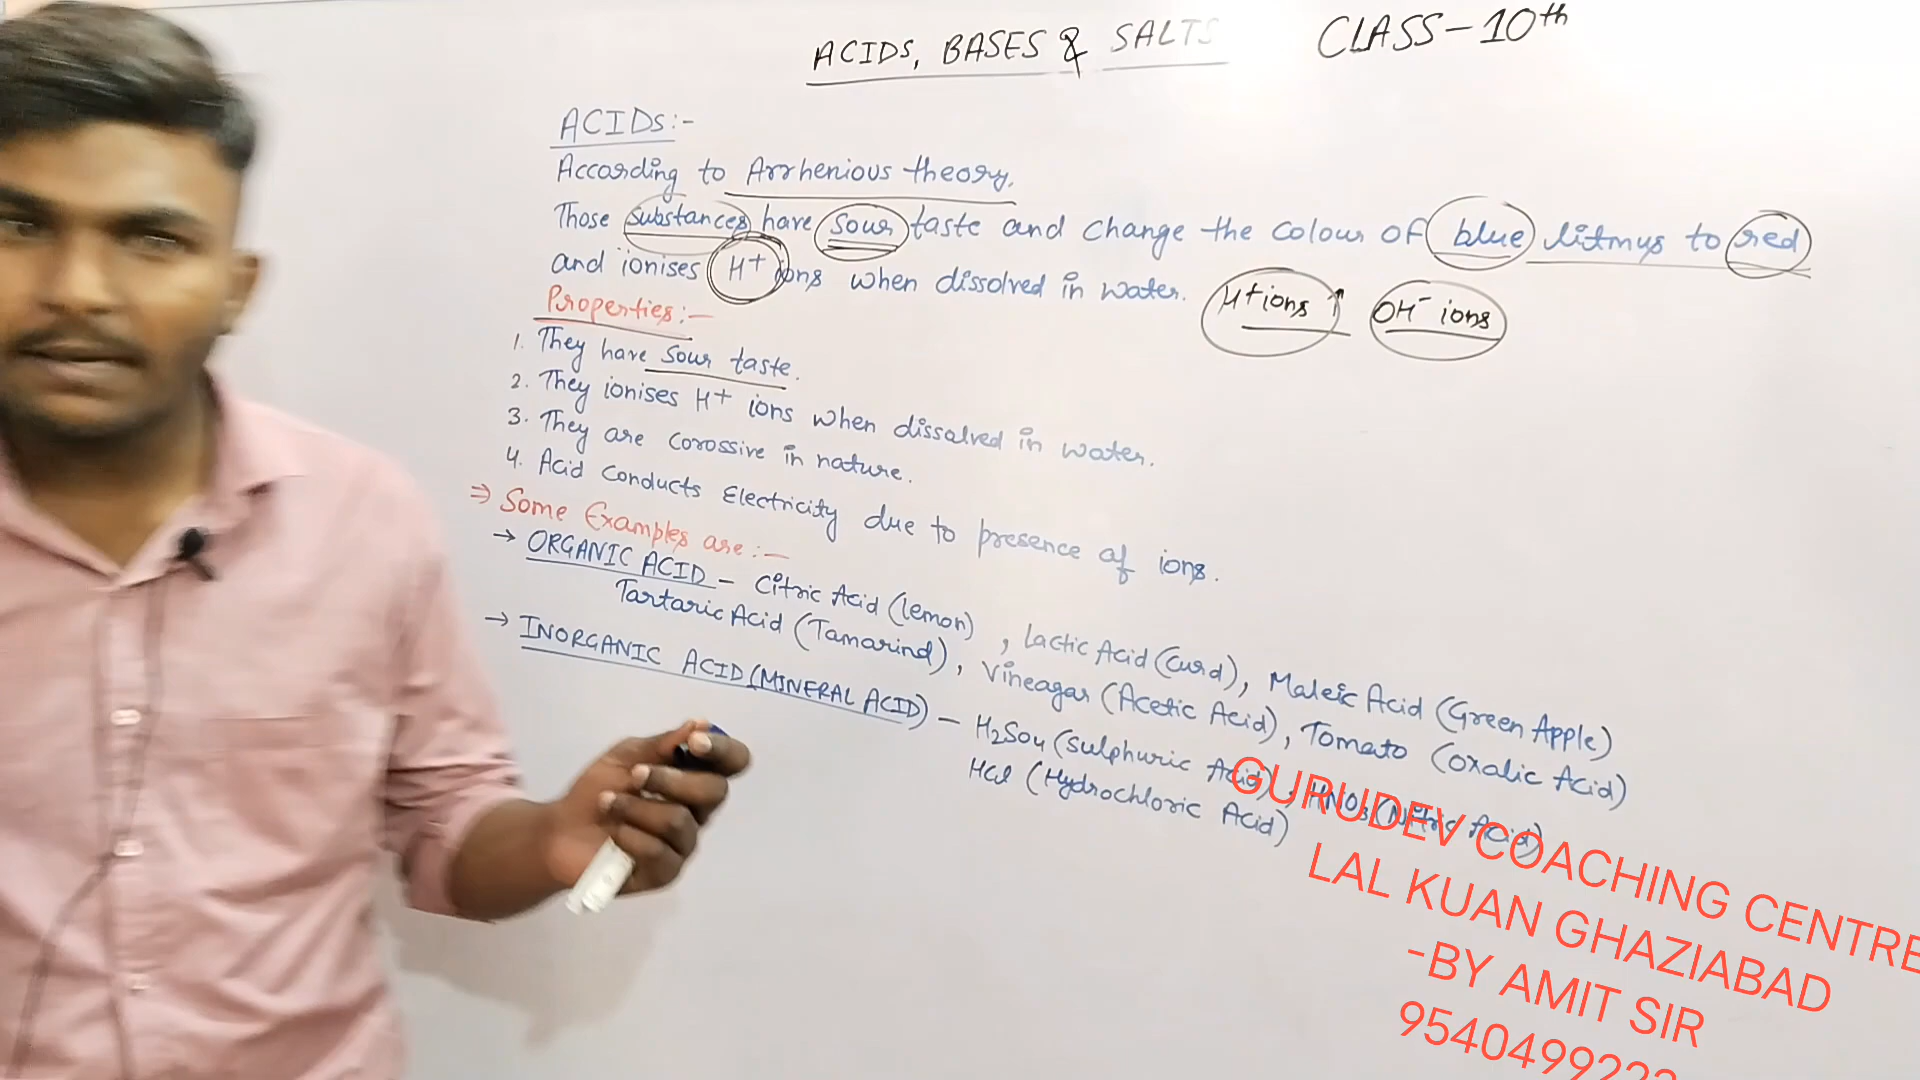 ACIDS, BASES & SALTS CLASS-10th
ACIDs:-
According to Arrhenious theory.
Those substances have sour taste and change the colour of blue litmus to red
and ionises H+ ions when dissolved in water. H+ions ↑ OH- ions
Properties:-
1. They have sour taste.
2. They ionises H+ ions when dissalved in water.
3. They are corossive in nature.
4. Acid conducts Electricity due to presence of ions.
⇒ Some Examples are:-
→ ORGANIC ACID - Citric Acid (lemon), Lactic Acid (curd), Maleic Acid (Green Apple)
Tartaric Acid (Tamarind), Vineagar (Acetic Acid), Tomato (oxalic Acid)
→ INORGANIC ACID (MINERAL ACID) - H2SO4 (sulphuric Acid), HNO3 (Nitric Acid)
HCl (Hydrochloric Acid)
GURUDEV COACHING CENTRE
LAL KUAN GHAZIABAD
-BY AMIT SIR